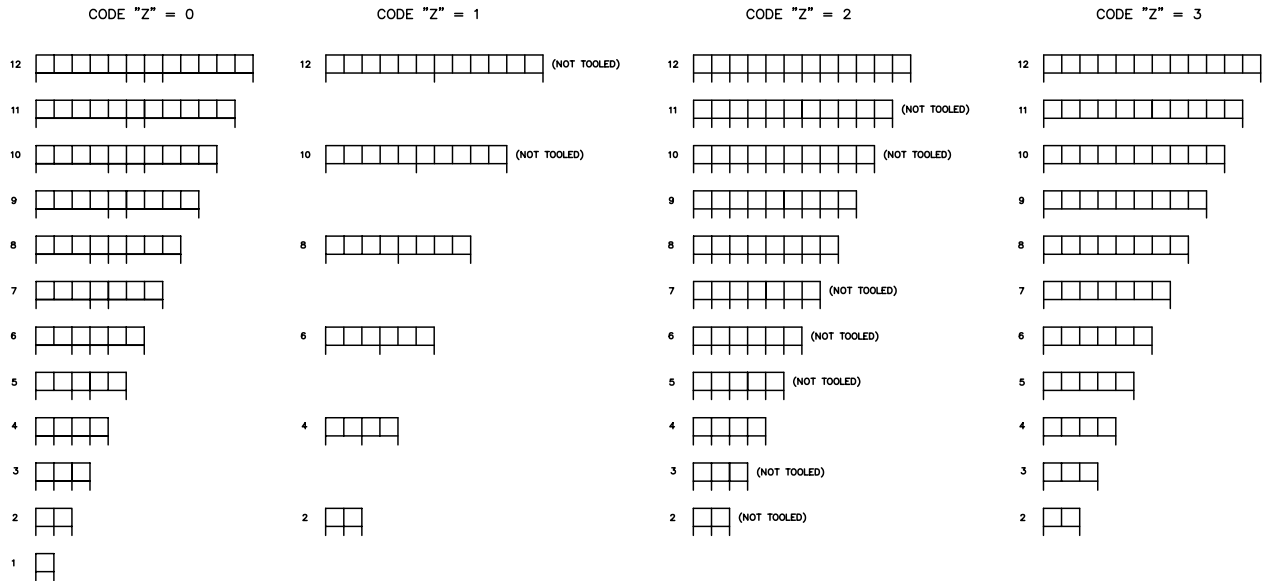 CODE "Z" = 0 CODE "Z" = 1 CODE "Z" = 2 CODE "Z" = 3
12 12 (NOT TOOLED) 12 12
11 11 (NOT TOOLED) 11
10 10 (NOT TOOLED) 10 (NOT TOOLED) 10
9 9 9
8 8 8 8
7 7 (NOT TOOLED) 7
6 6 6 (NOT TOOLED) 6
5 5 (NOT TOOLED) 5
4 4 4 4
3 3 (NOT TOOLED) 3
2 2 2 (NOT TOOLED) 2
1